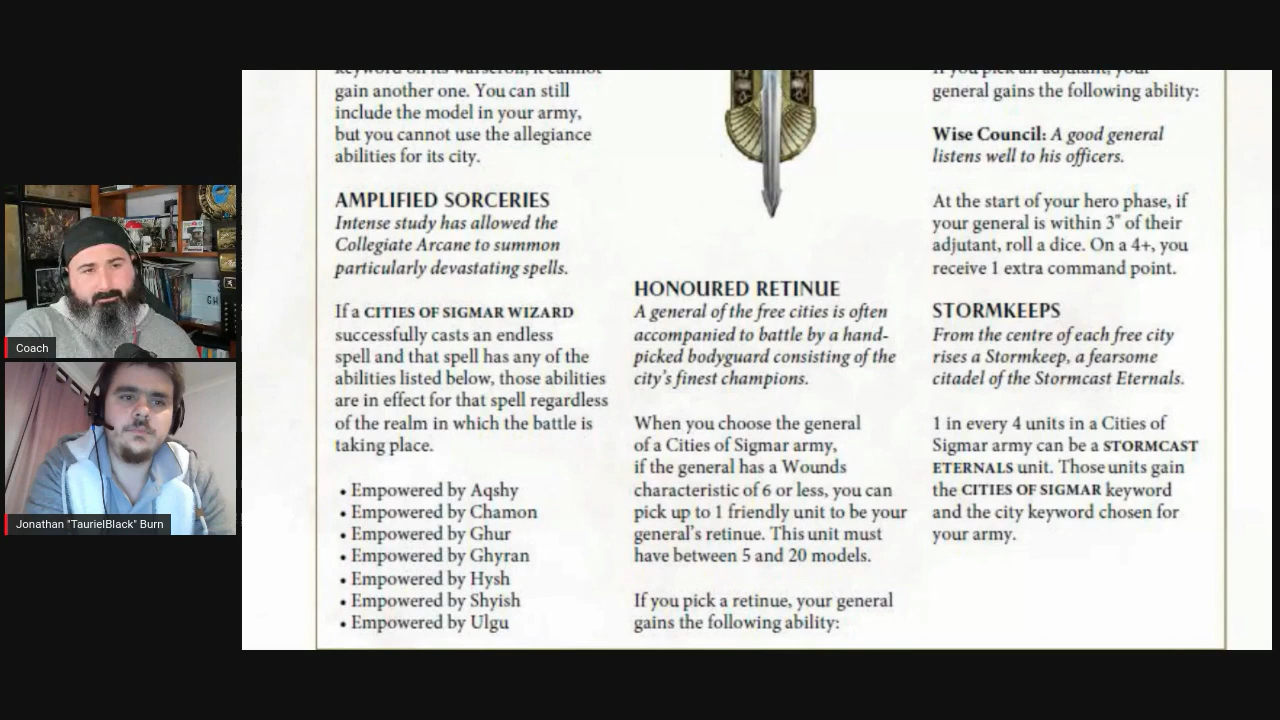 keyword on its warscroll, it cannot
gain another one. You can still
include the model in your army,
but you cannot use the allegiance
abilities for its city.
AMPLIFIED SORCERIES
Intense study has allowed the
Collegiate Arcane to summon
particularly devastating spells.
If a CITIES OF SIGMAR WIZARD
successfully casts an endless
spell and that spell has any of the
abilities listed below, those abilities
are in effect for that spell regardless
of the realm in which the battle is
taking place.
• Empowered by Aqshy
• Empowered by Chamon
• Empowered by Ghur
• Empowered by Ghyran
• Empowered by Hysh
• Empowered by Shyish
• Empowered by Ulgu
HONOURED RETINUE
A general of the free cities is often
accompanied to battle by a hand-
picked bodyguard consisting of the
city's finest champions.
When you choose the general
of a Cities of Sigmar army,
if the general has a Wounds
characteristic of 6 or less, you can
pick up to 1 friendly unit to be your
general's retinue. This unit must
have between 5 and 20 models.
If you pick a retinue, your general
gains the following ability:
If you pick an adjutant, your
general gains the following ability:
Wise Council: A good general
listens well to his officers.
At the start of your hero phase, if
your general is within 3" of their
adjutant, roll a dice. On a 4+, you
receive 1 extra command point.
STORMKEEPS
From the centre of each free city
rises a Stormkeep, a fearsome
citadel of the Stormcast Eternals.
1 in every 4 units in a Cities of
Sigmar army can be a STORMCAST
ETERNALS unit. Those units gain
the CITIES OF SIGMAR keyword
and the city keyword chosen for
your army.
Coach
Jonathan "TaurielBlack" Burn